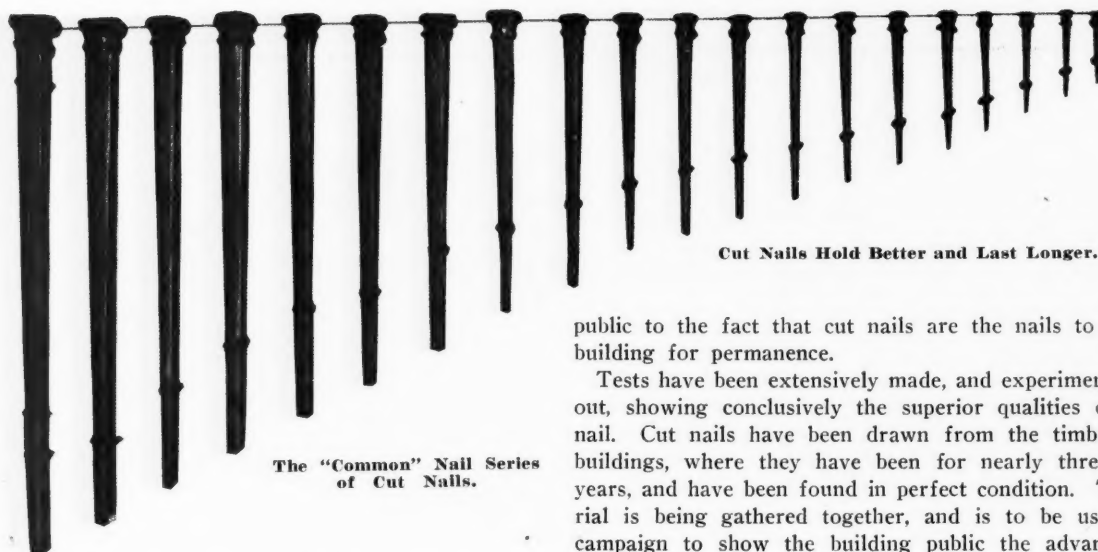 Cut Nails Hold Better and Last Longer.
The "Common" Nail Series
of Cut Nails.
public to the fact that cut nails are the nails to
building for permanence.
Tests have been extensively made, and experimen
out, showing conclusively the superior qualities
nail. Cut nails have been drawn from the timb
buildings, where they have been for nearly thre
years, and have been found in perfect condition.
rial is being gathered together, and is to be us
campaign to show the building public the advan